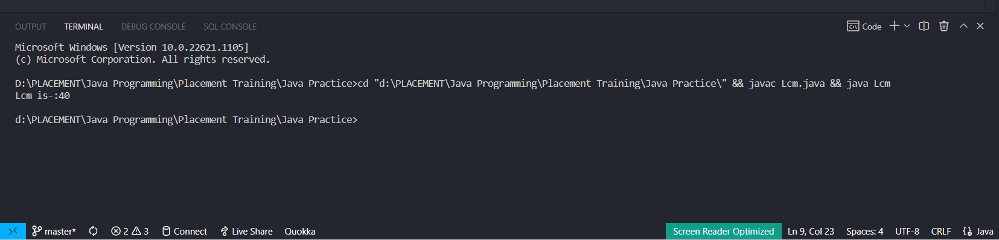 OUTPUT TERMINAL DEBUG CONSOLE SQL CONSOLE Code
Microsoft Windows [Version 10.0.22621.1105]
(c) Microsoft Corporation. All rights reserved.
D:\PLACEMENT\Java Programming\Placement Training\Java Practice>cd "d:\PLACEMENT\Java Programming\Placement Training\Java Practice\" && javac Lcm.java && java Lcm
Lcm is-:40
d:\PLACEMENT\Java Programming\Placement Training\Java Practice>
master* 2 3 Connect Live Share Quokka Screen Reader Optimized Ln 9, Col 23 Spaces: 4 UTF-8 CRLF Java